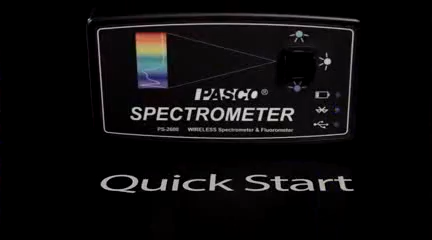 PASCO®
SPECTROMETER
PS-2600 WIRELESS Spectrometer & Fluorometer
Quick Start